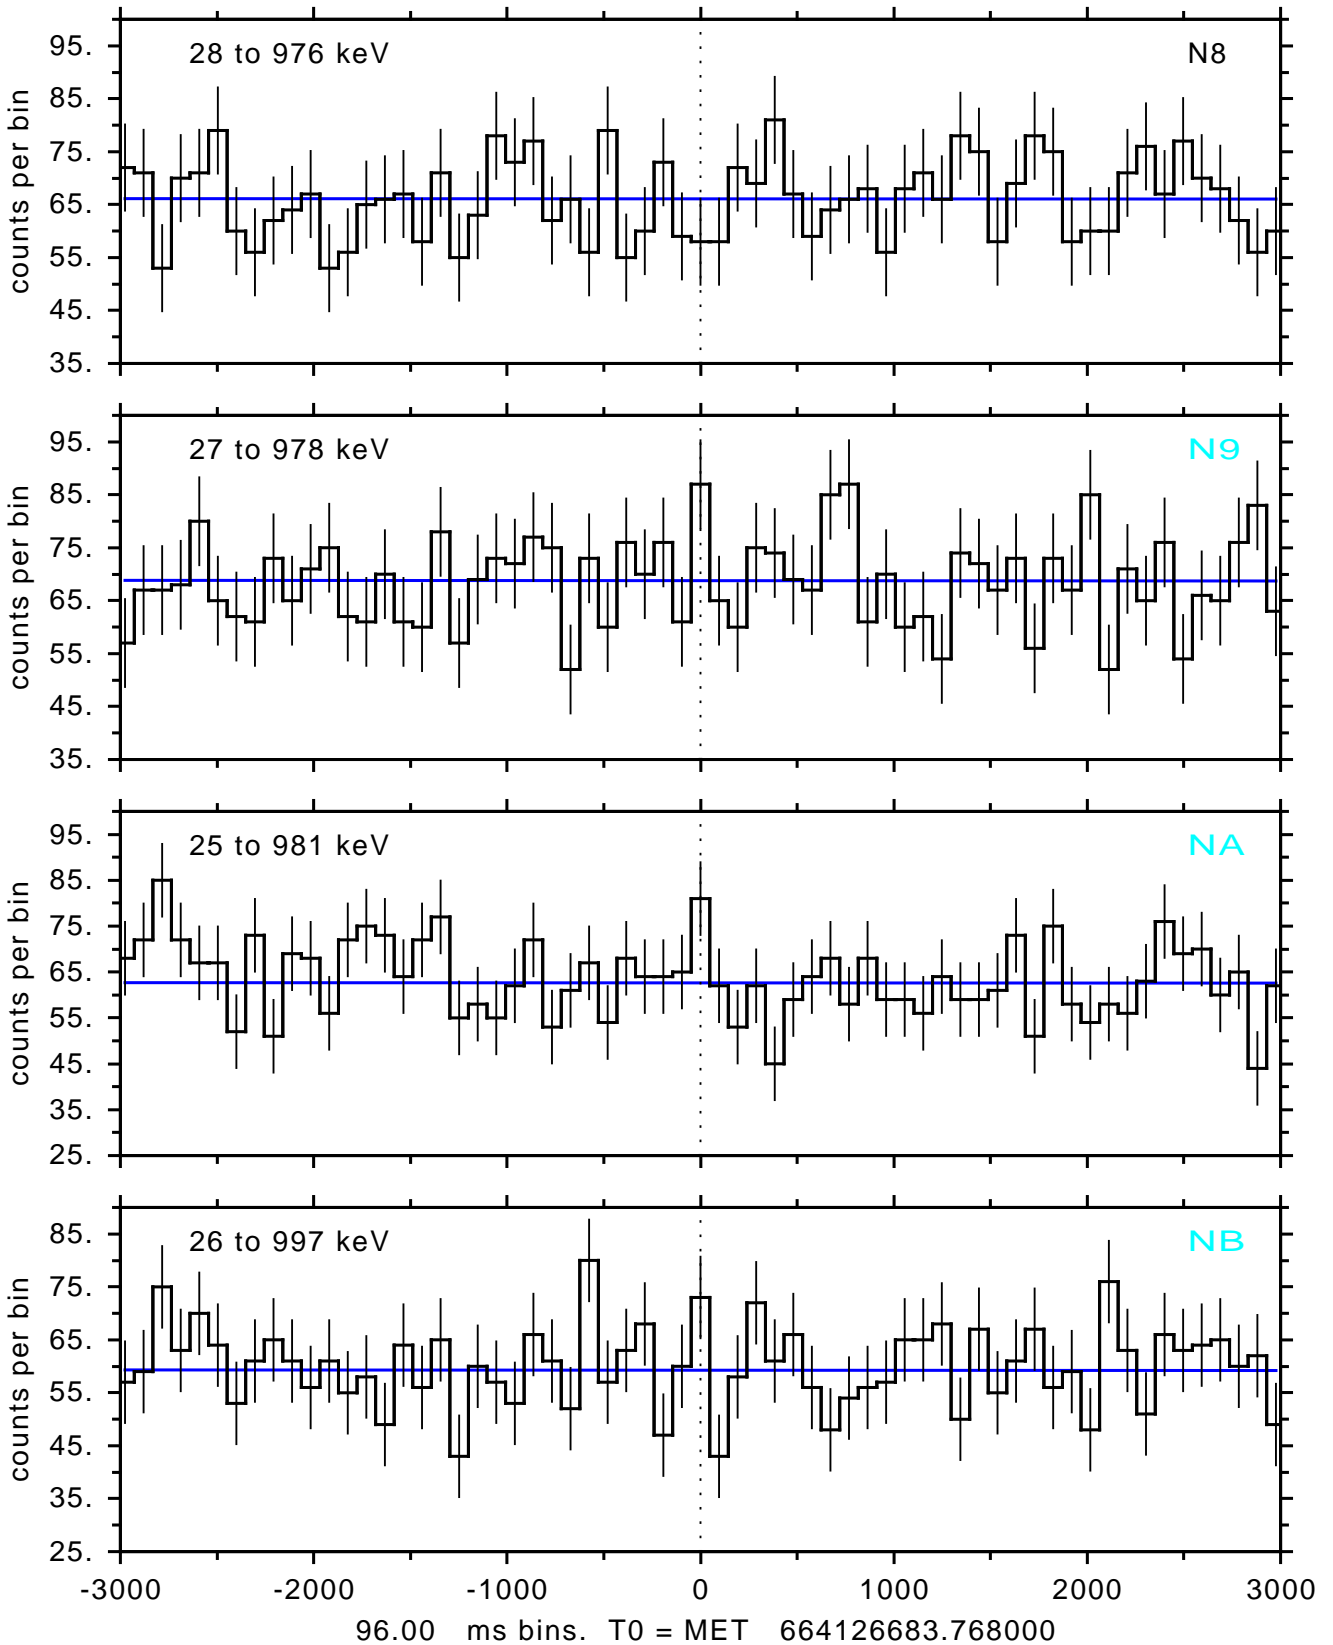 28 to 976 keV N8
95.
85.
75.
65.
55.
45.
35.
counts per bin
27 to 978 keV N9
95.
85.
75.
65.
55.
45.
35.
counts per bin
25 to 981 keV NA
95.
85.
75.
65.
55.
45.
35.
25.
counts per bin
26 to 997 keV NB
85.
75.
65.
55.
45.
35.
25.
counts per bin
-3000 -2000 -1000 0 1000 2000 3000
96.00 ms bins. T0 = MET 664126683.768000